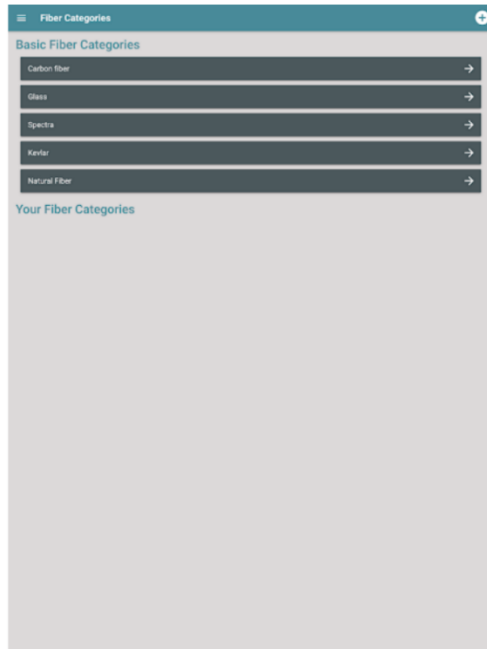 Fiber Categories
Basic Fiber Categories
Carbon fiber
Glass
Spectra
Kevlar
Natural Fiber
Your Fiber Categories